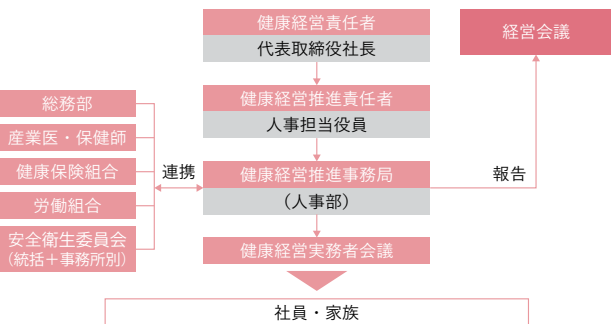 健康経営責任者
代表取締役社長
経営会議
健康経営推進責任者
人事担当役員
総務部
産業医・保健師
健康保険組合
労働組合
安全衛生委員会
(統括＋事務所別)
連携
健康経営推進事務局
（人事部）
報告
健康経営実務者会議
社員・家族